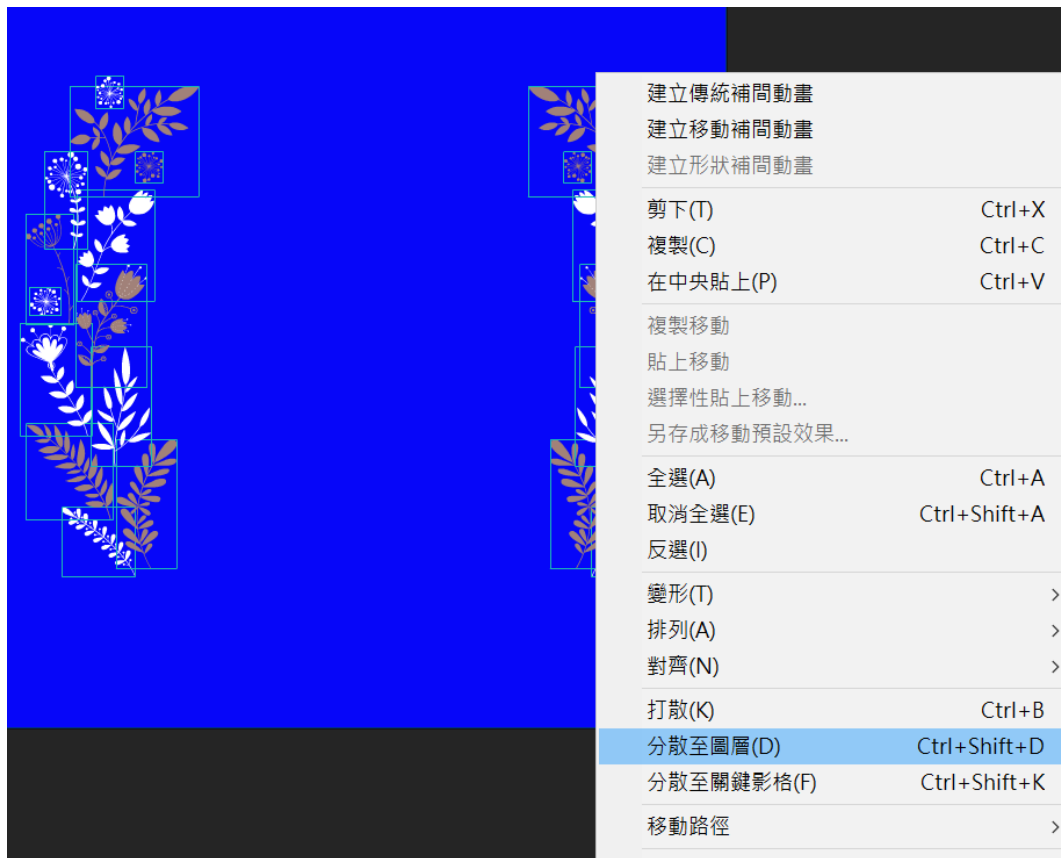 建立傳統補間動畫
建立移動補間動畫
建立形狀補間動畫
剪下(T) Ctrl+X
複製(C) Ctrl+C
在中央貼上(P) Ctrl+V
複製移動
貼上移動
選擇性貼上移動...
另存成移動預設效果...
全選(A) Ctrl+A
取消全選(E) Ctrl+Shift+A
反選(I)
變形(T) >
排列(A) >
對齊(N) >
打散(K) Ctrl+B
分散至圖層(D) Ctrl+Shift+D
分散至關鍵影格(F) Ctrl+Shift+K
移動路徑 >